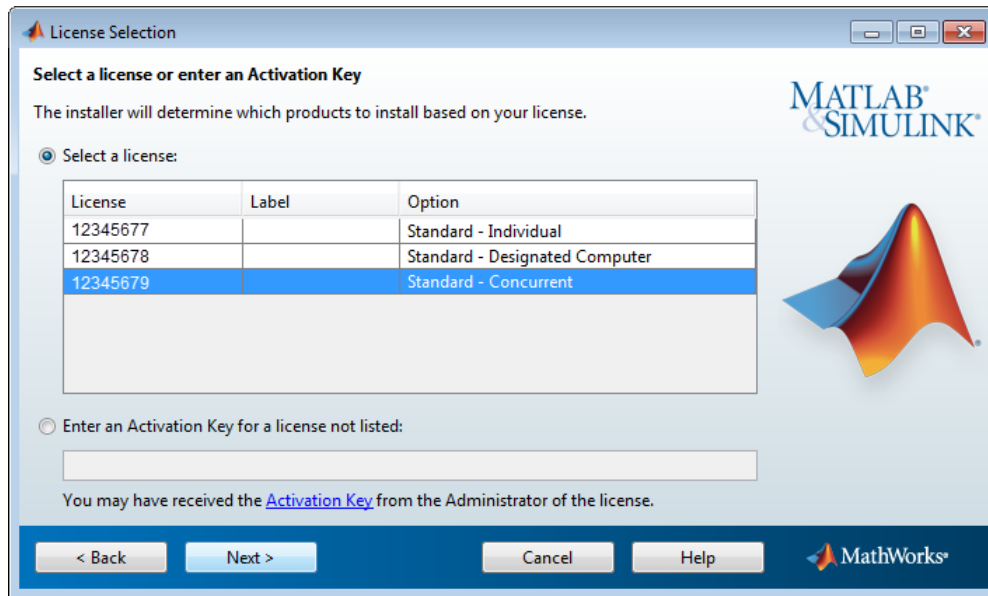 License Selection
Select a license or enter an Activation Key
The installer will determine which products to install based on your license.
MATLAB®
&SIMULINK®
Select a license:
License Label Option
12345677 Standard - Individual
12345678 Standard - Designated Computer
12345679 Standard - Concurrent
Enter an Activation Key for a license not listed:
You may have received the Activation Key from the Administrator of the license.
< Back Next > Cancel Help MathWorks®